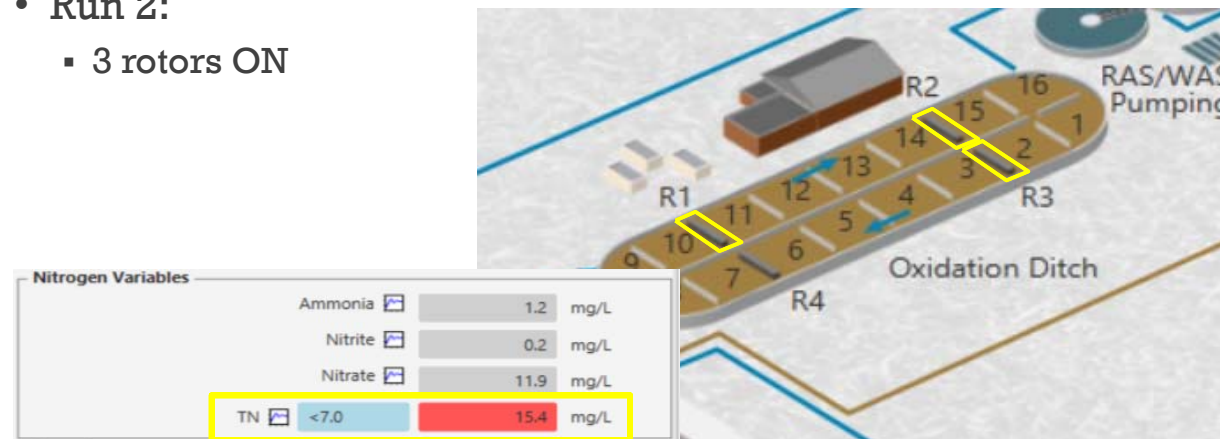 • Run 2:
▪ 3 rotors ON
RAS/WAS
Pumping
R2
16
15
1
14
2
13
3
R3
12
4
R1
11
5
10
6
9
7
Oxidation Ditch
R4
Nitrogen Variables
Ammonia 1.2 mg/L
Nitrite 0.2 mg/L
Nitrate 11.9 mg/L
TN <7.0 15.4 mg/L